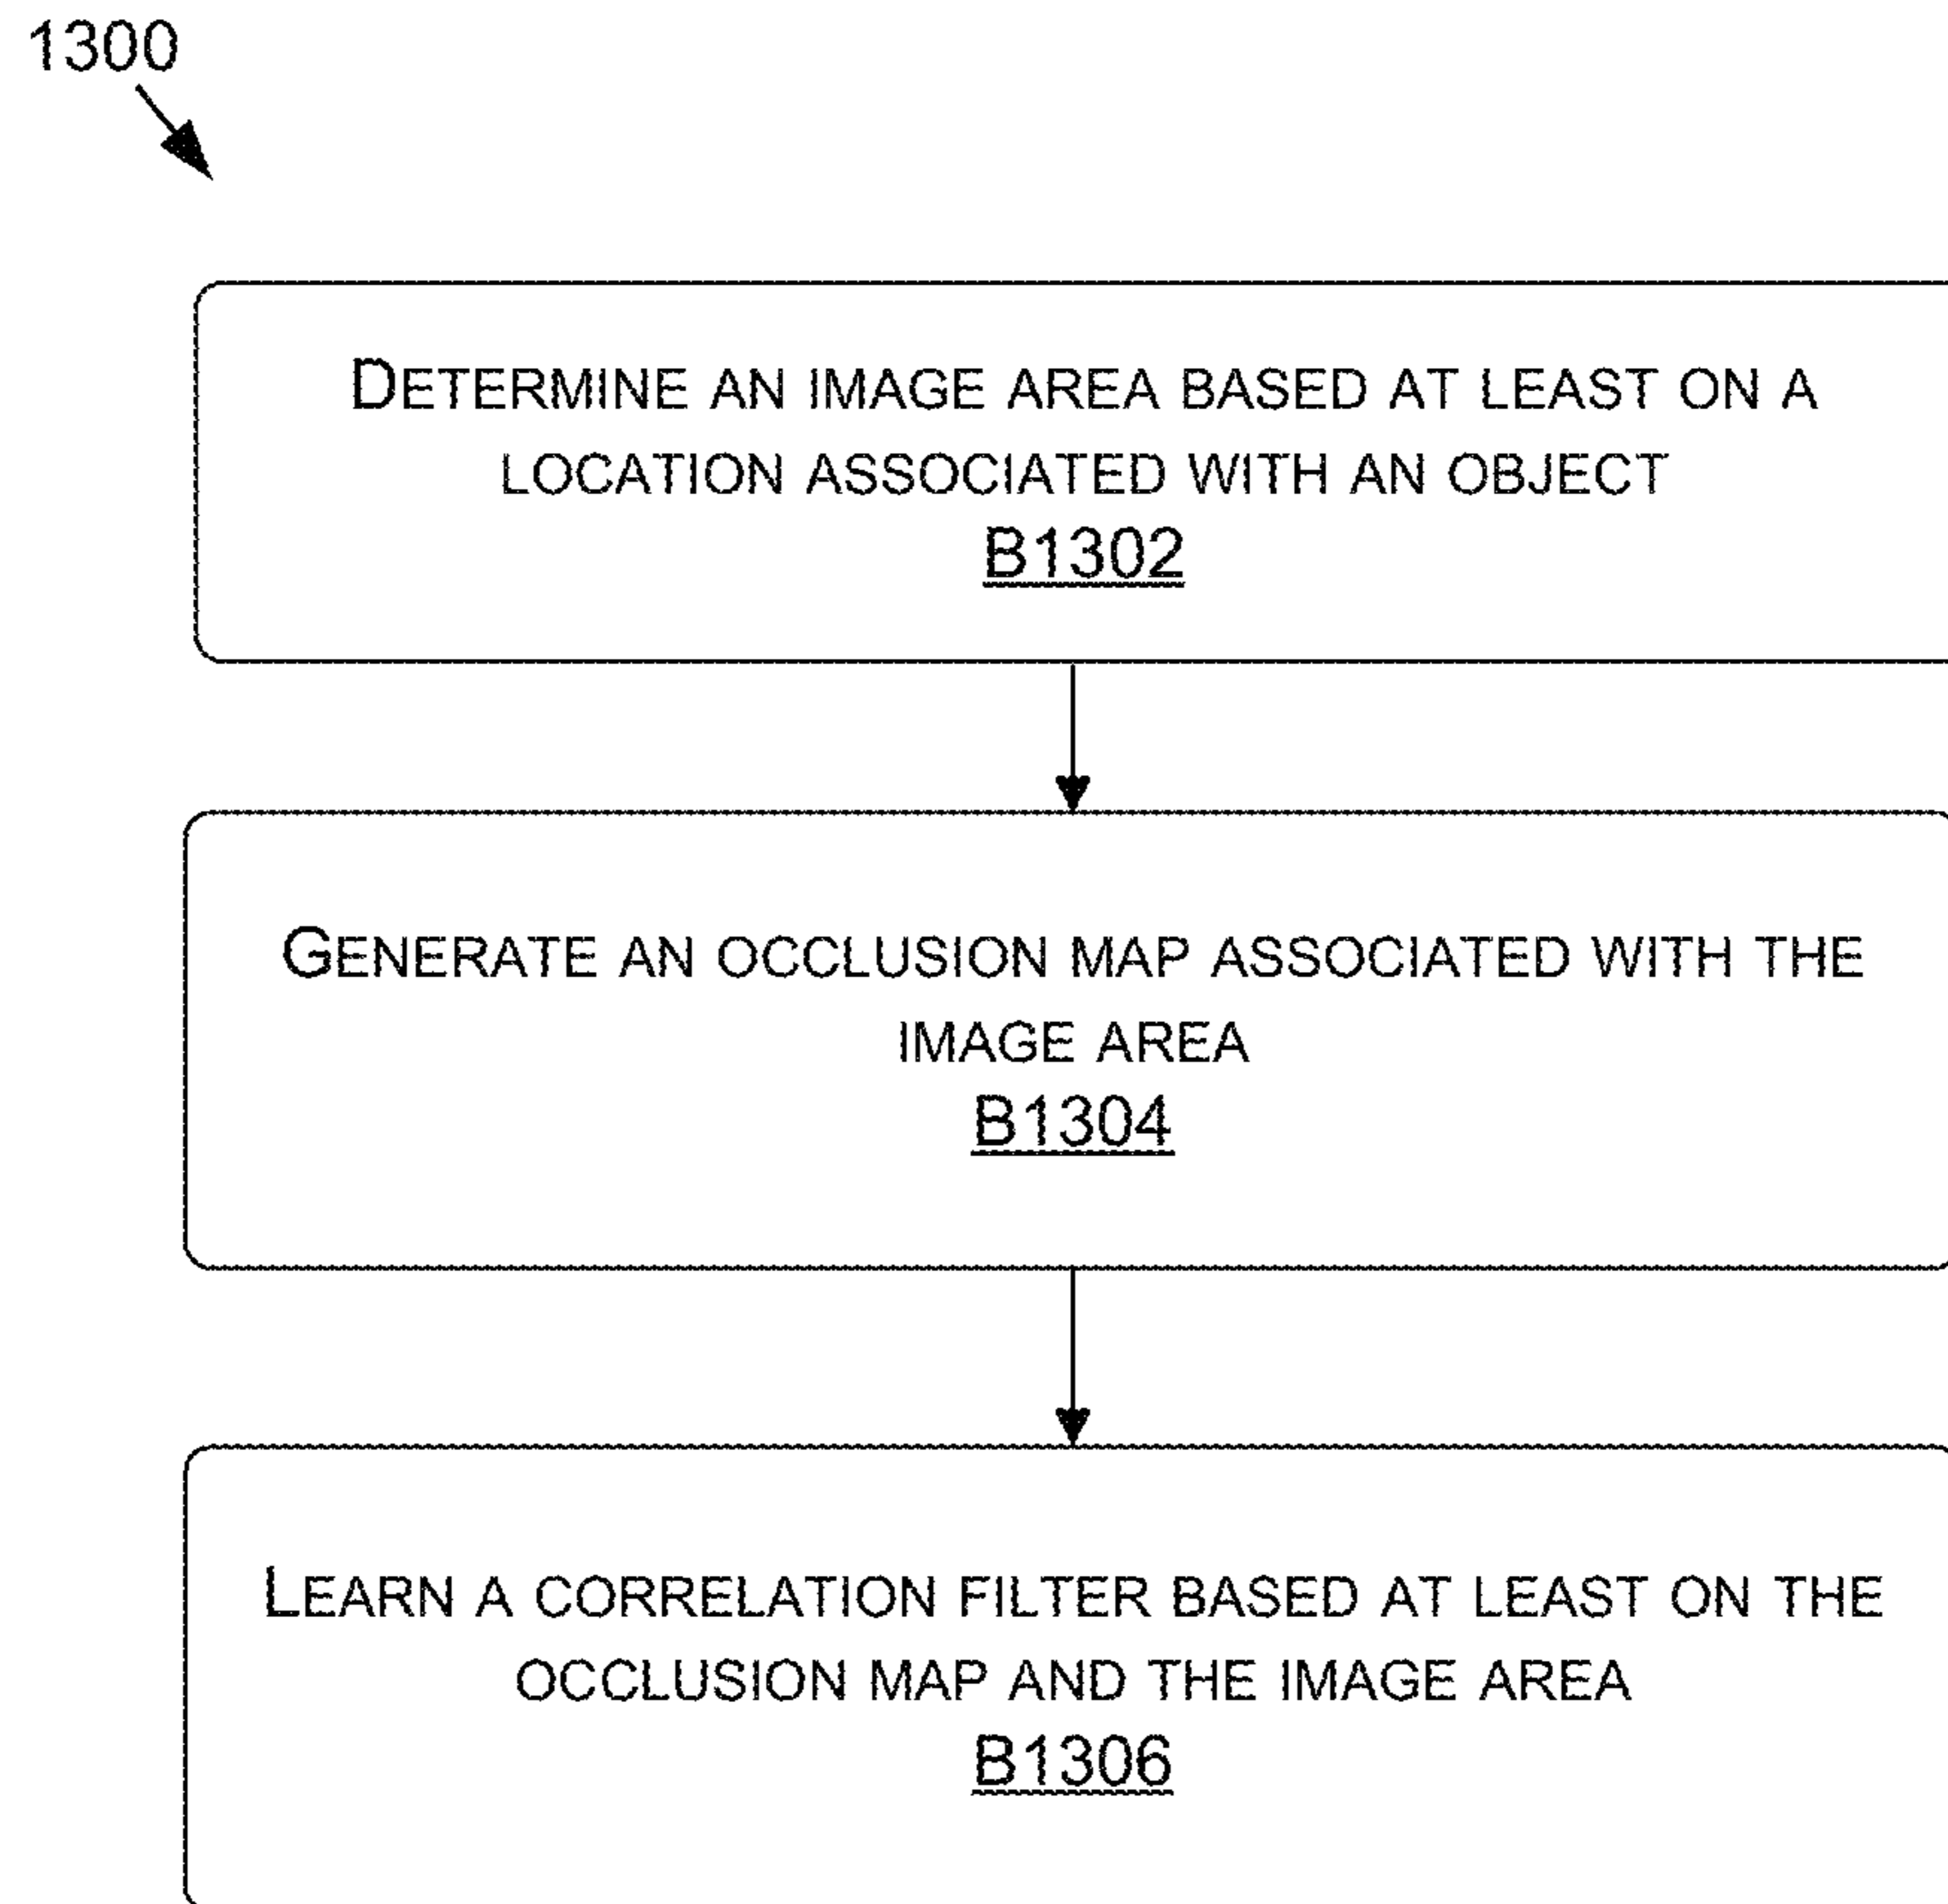 1300
DETERMINE AN IMAGE AREA BASED AT LEAST ON A
LOCATION ASSOCIATED WITH AN OBJECT
B1302
GENERATE AN OCCLUSION MAP ASSOCIATED WITH THE
IMAGE AREA
B1304
LEARN A CORRELATION FILTER BASED AT LEAST ON THE
OCCLUSION MAP AND THE IMAGE AREA
B1306